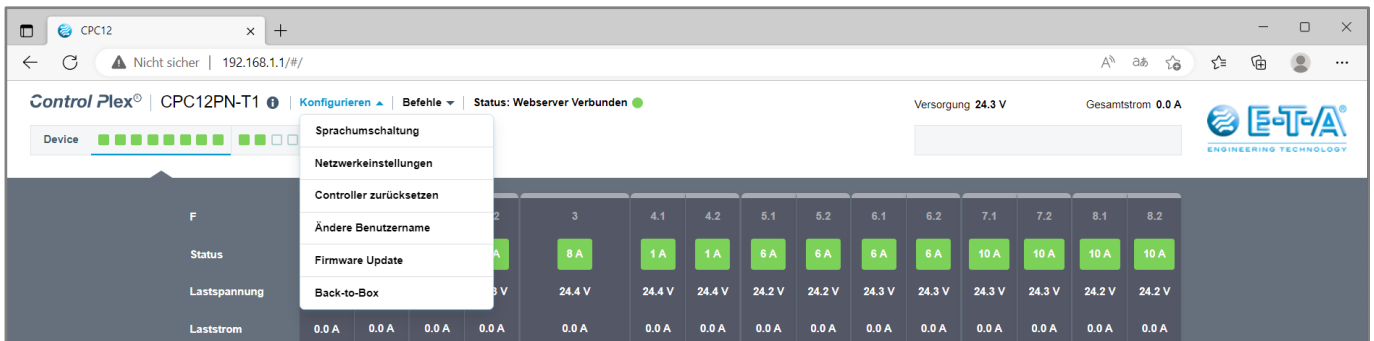 CPC12
Nicht sicher | 192.168.1.1/#/
Control Plex® | CPC12PN-T1 | Konfigurieren | Befehle | Status: Webserver Verbunden
Versorgung 24.3 V Gesamtstrom 0.0 A
E-T-A®
ENGINEERING TECHNOLOGY
Device
Sprachumschaltung
Netzwerkeinstellungen
Controller zurücksetzen
Ändere Benutzername
Firmware Update
Back-to-Box
F 3 4.1 4.2 5.1 5.2 6.1 6.2 7.1 7.2 8.1 8.2
Status 8 A 1 A 1 A 6 A 6 A 6 A 6 A 10 A 10 A 10 A 10 A
Lastspannung 24.4 V 24.4 V 24.4 V 24.2 V 24.2 V 24.3 V 24.3 V 24.3 V 24.3 V 24.2 V 24.2 V
Laststrom 0.0 A 0.0 A 0.0 A 0.0 A 0.0 A 0.0 A 0.0 A 0.0 A 0.0 A 0.0 A 0.0 A 0.0 A 0.0 A 0.0 A 0.0 A